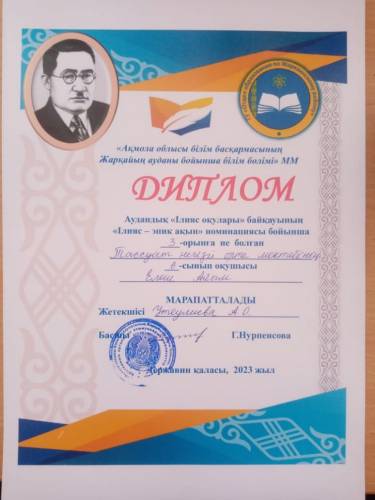 «Ақмола облысы білім басқармасының
Жарқайың ауданы бойынша білім бөлімі» ММ
ДИПЛОМ
Аудандық «Ілияс оқулары» байқауының
«Ілияс – эпик ақын» номинациясы бойынша
3 -орынға ие болған
Тассуат негізгі орта мектебінің
8 -сынып оқушысы
МАРАПАТТАЛАДЫ
Жетекшісі Утеулиева А.О.
Басшы Г.Нурпеисова
Державин қаласы, 2023 жыл